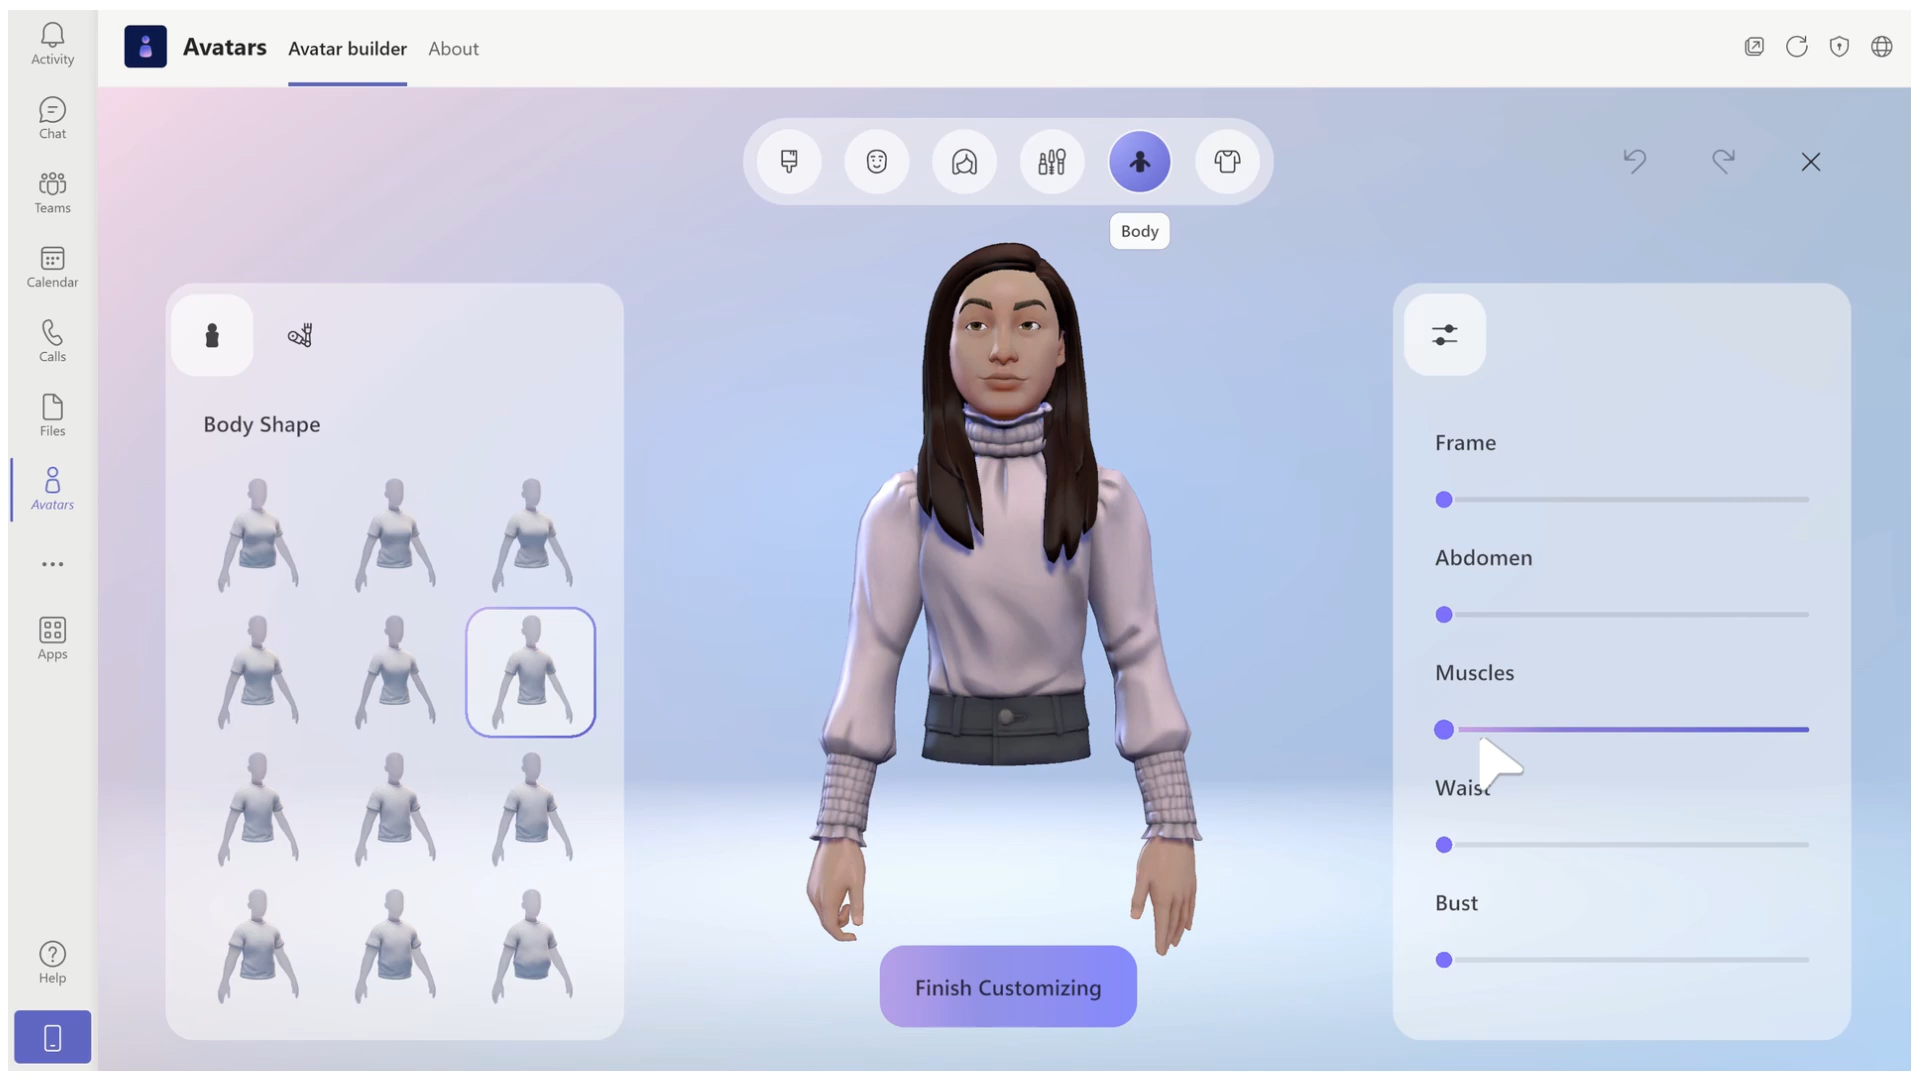 Activity
Chat
Teams
Calendar
Calls
Files
Avatars
Apps
Help
Avatars
Avatar builder
About
Body
Body Shape
Finish Customizing
Frame
Abdomen
Muscles
Waist
Bust